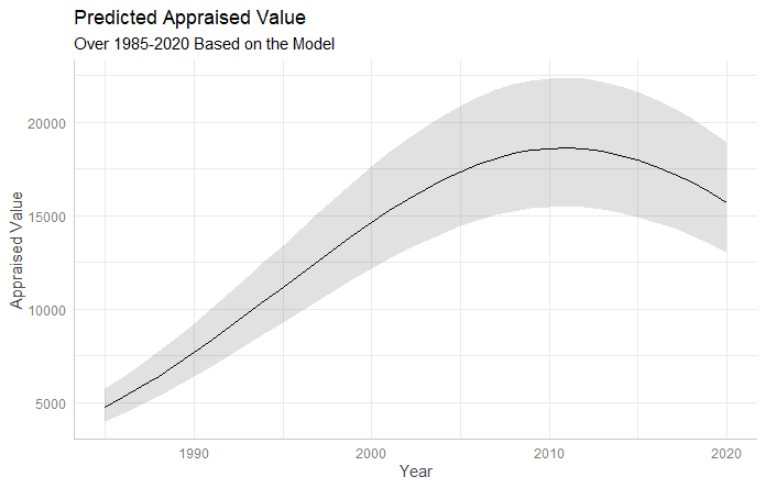 Predicted Appraised Value
Over 1985-2020 Based on the Model
Appraised Value
20000
15000
10000
5000
1990
2000
2010
2020
Year